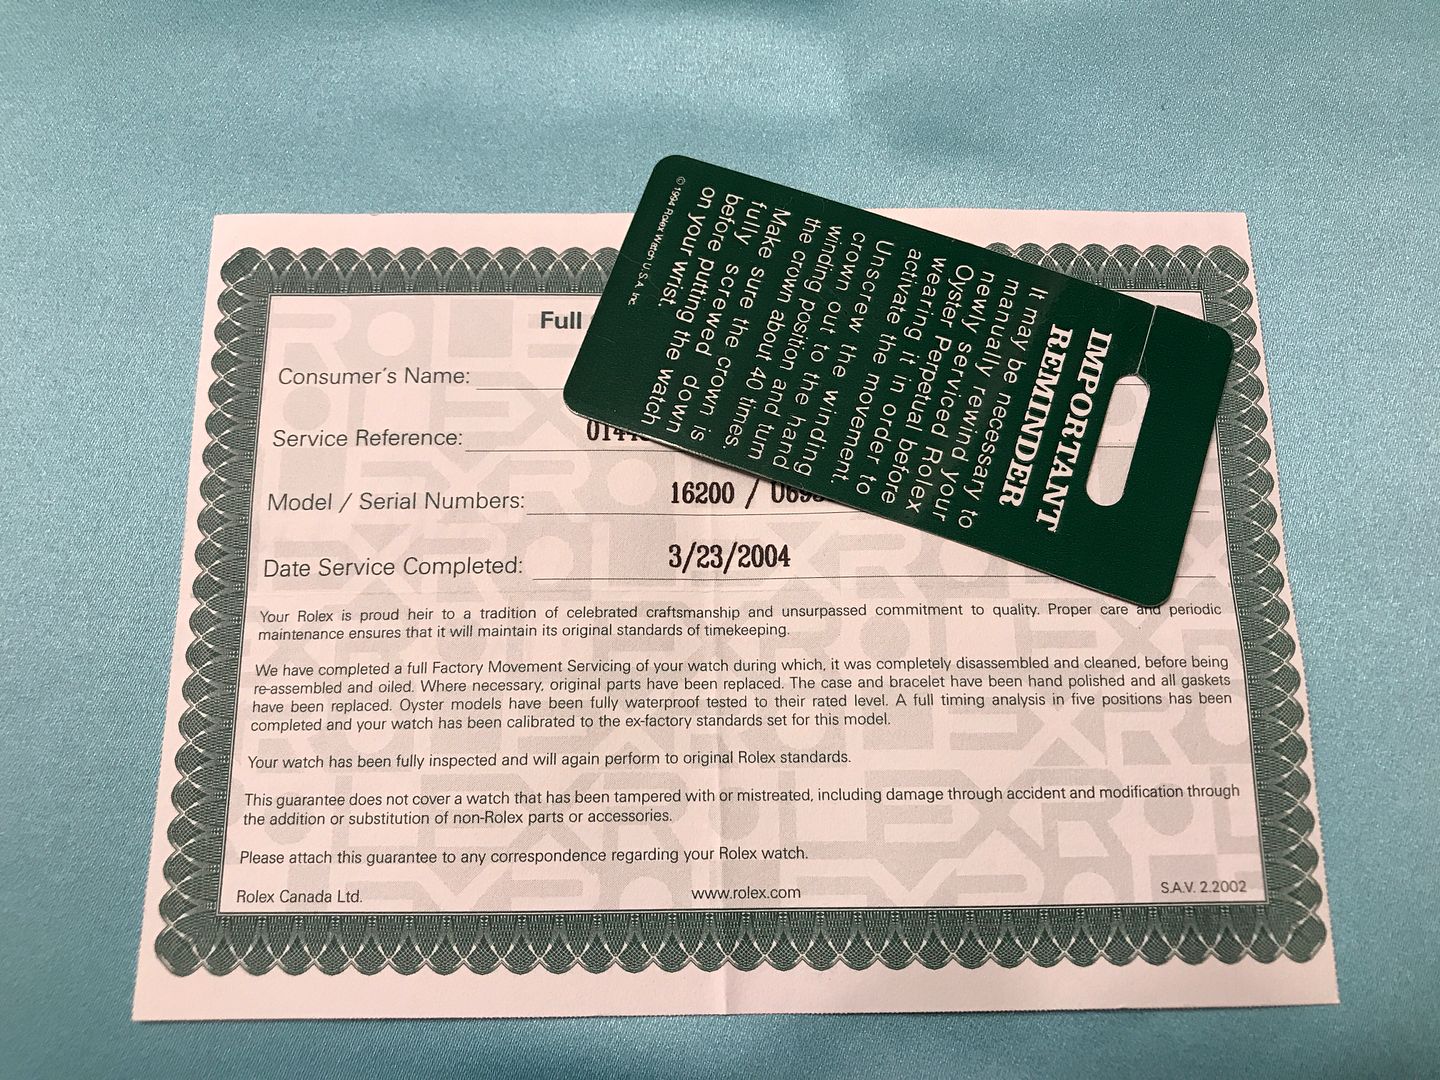 Full
Consumer's Name:
Service Reference:
Model / Serial Numbers: 16200 /
Date Service Completed: 3/23/2004
Your Rolex is proud heir to a tradition of celebrated craftsmanship and unsurpassed commitment to quality. Proper care and periodic
maintenance ensures that it will maintain its original standards of timekeeping.
We have completed a full Factory Movement Servicing of your watch during which, it was completely disassembled and cleaned, before being
re-assembled and oiled. Where necessary, original parts have been replaced. The case and bracelet have been hand polished and all gaskets
have been replaced. Oyster models have been fully waterproof tested to their rated level. A full timing analysis in five positions has been
completed and your watch has been calibrated to the ex-factory standards set for this model.
Your watch has been fully inspected and will again perform to original Rolex standards.
This guarantee does not cover a watch that has been tampered with or mistreated, including damage through accident and modification through
the addition or substitution of non-Rolex parts or accessories.
Please attach this guarantee to any correspondence regarding your Rolex watch.
Rolex Canada Ltd. www.rolex.com S.A.V. 2.2002
IMPORTANT
REMINDER
It may be necessary to
manually rewind your
newly serviced Rolex
Oyster Perpetual before
wearing it in order to
activate the movement.
Unscrew the winding
crown out to the hand
winding position and turn
the crown about 40 times.
Make sure the crown is
fully screwed down
before putting the watch
on your wrist.
© 1994 Rolex Watch U.S.A. Inc.